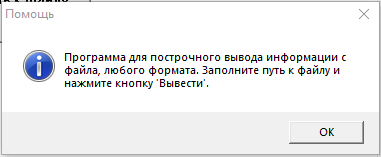 Помощь
Программа для построчного вывода информации с
файла, любого формата. Заполните путь к файлу и
нажмите кнопку 'Вывести'.
OK